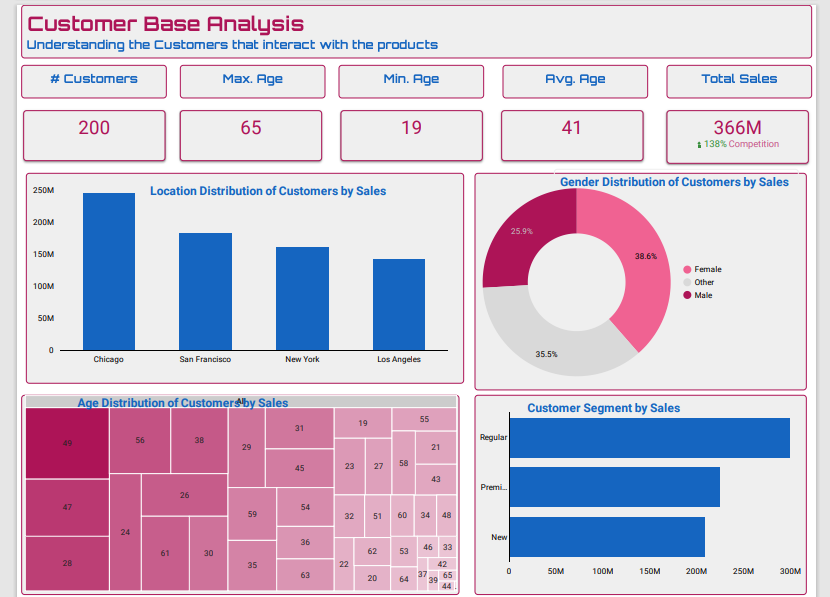 Customer Base Analysis
Understanding the Customers that interact with the products
# Customers
Max. Age
Min. Age
Avg. Age
Total Sales
200
65
19
41
366M
138% Competition
Location Distribution of Customers by Sales
250M
200M
150M
100M
50M
0
Chicago
San Francisco
New York
Los Angeles
Gender Distribution of Customers by Sales
25.9%
38.6%
35.5%
Female
Other
Male
Age Distribution of Customers by Sales
All
49
47
28
56
38
24
26
61
30
29
31
45
59
54
36
35
63
19
55
23
27
58
21
43
32
51
60
34
48
22
62
20
53
46
33
64
37
42
39
65
44
Customer Segment by Sales
Regular
Premi...
New
0
50M
100M
150M
200M
250M
300M